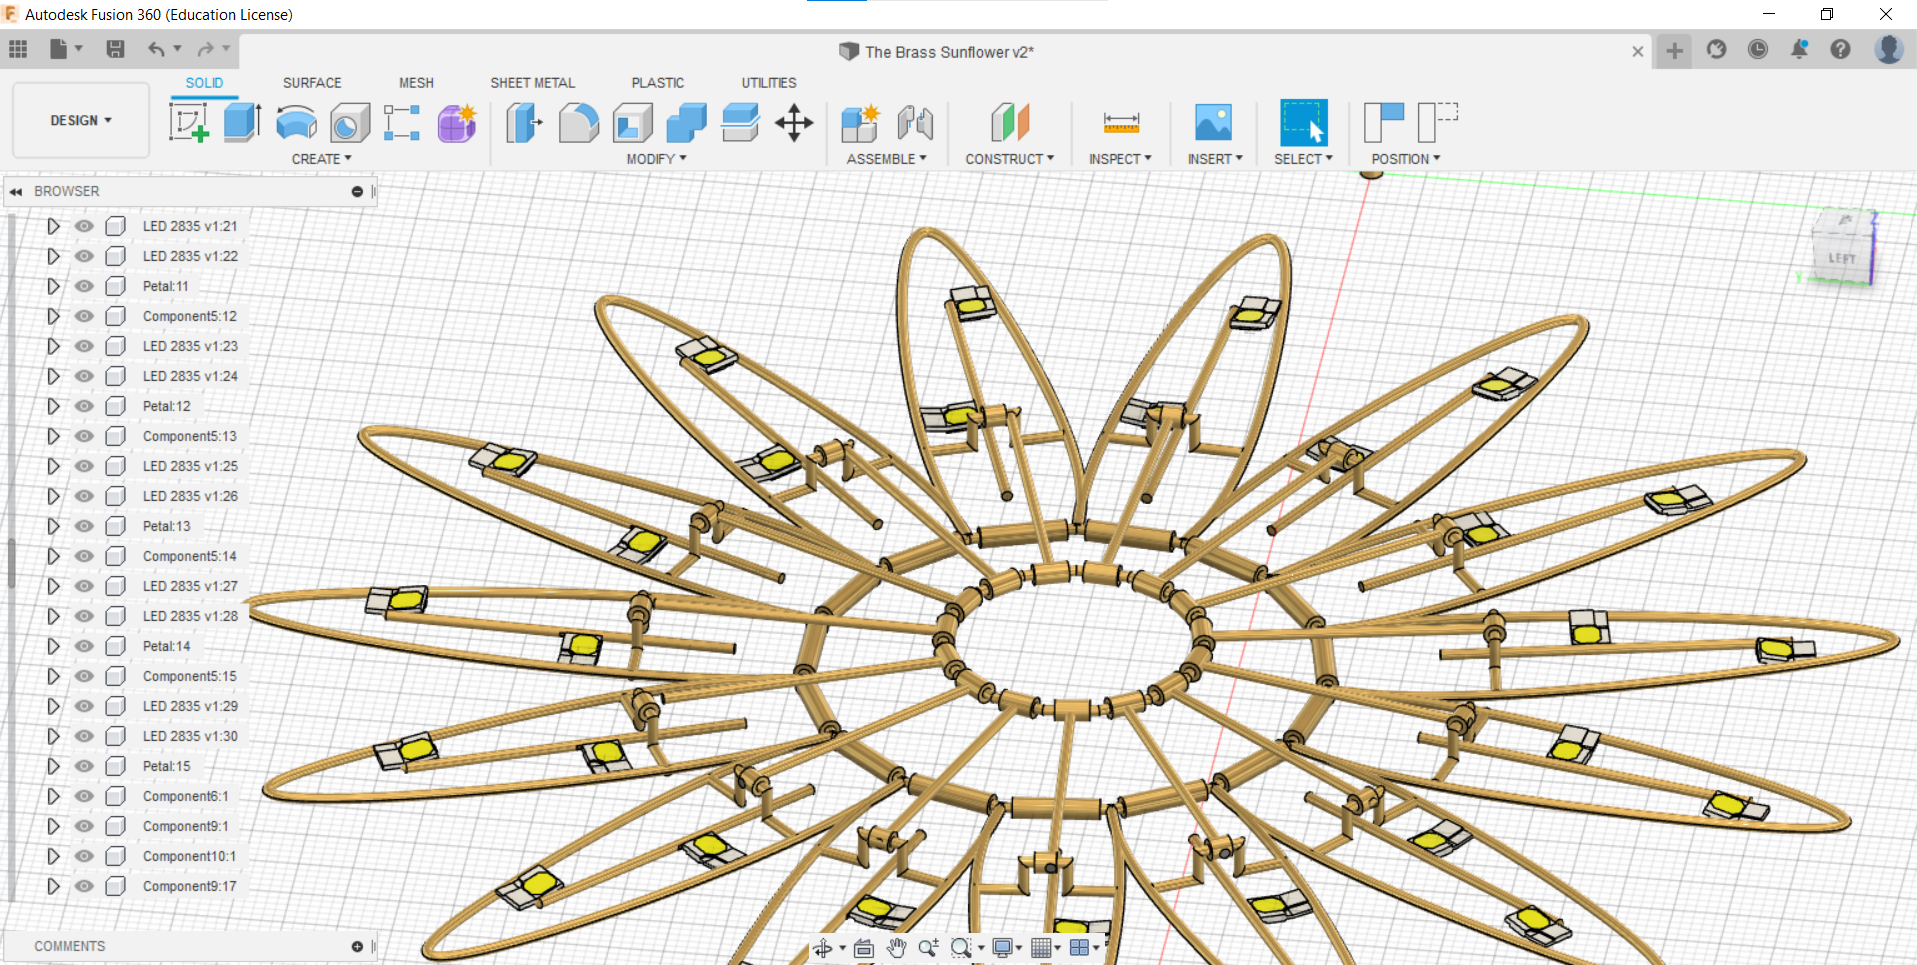 Autodesk Fusion 360 (Education License)
The Brass Sunflower v2*
SOLID SURFACE MESH SHEET METAL PLASTIC UTILITIES
DESIGN
CREATE MODIFY ASSEMBLE CONSTRUCT INSPECT INSERT SELECT POSITION
BROWSER
LED 2835 v1:21
LED 2835 v1:22
Petal:11
Component5:12
LED 2835 v1:23
LED 2835 v1:24
Petal:12
Component5:13
LED 2835 v1:25
LED 2835 v1:26
Petal:13
Component5:14
LED 2835 v1:27
LED 2835 v1:28
Petal:14
Component5:15
LED 2835 v1:29
LED 2835 v1:30
Petal:15
Component6:1
Component9:1
Component10:1
Component9:17
COMMENTS
Z
LEFT
Y